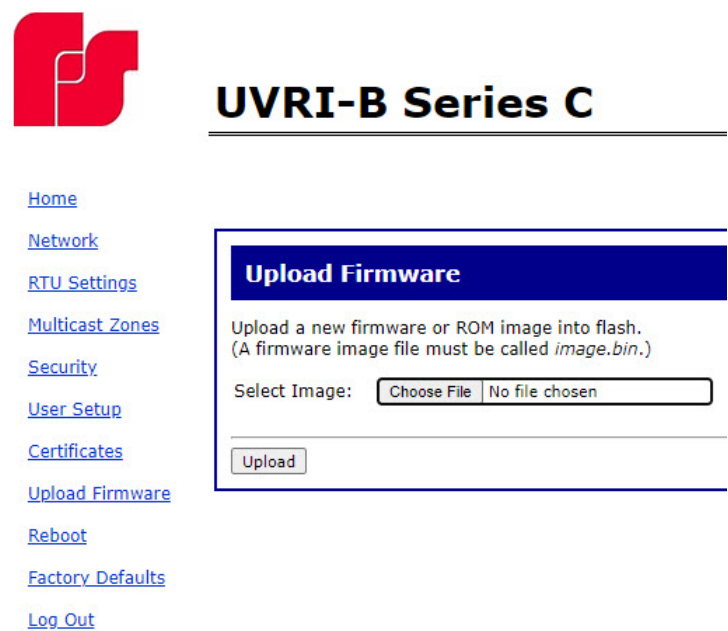 UVRI-B Series C
Home
Network
RTU Settings
Multicast Zones
Security
User Setup
Certificates
Upload Firmware
Reboot
Factory Defaults
Log Out
Upload Firmware
Upload a new firmware or ROM image into flash.
(A firmware image file must be called image.bin.)
Select Image: Choose File No file chosen
Upload